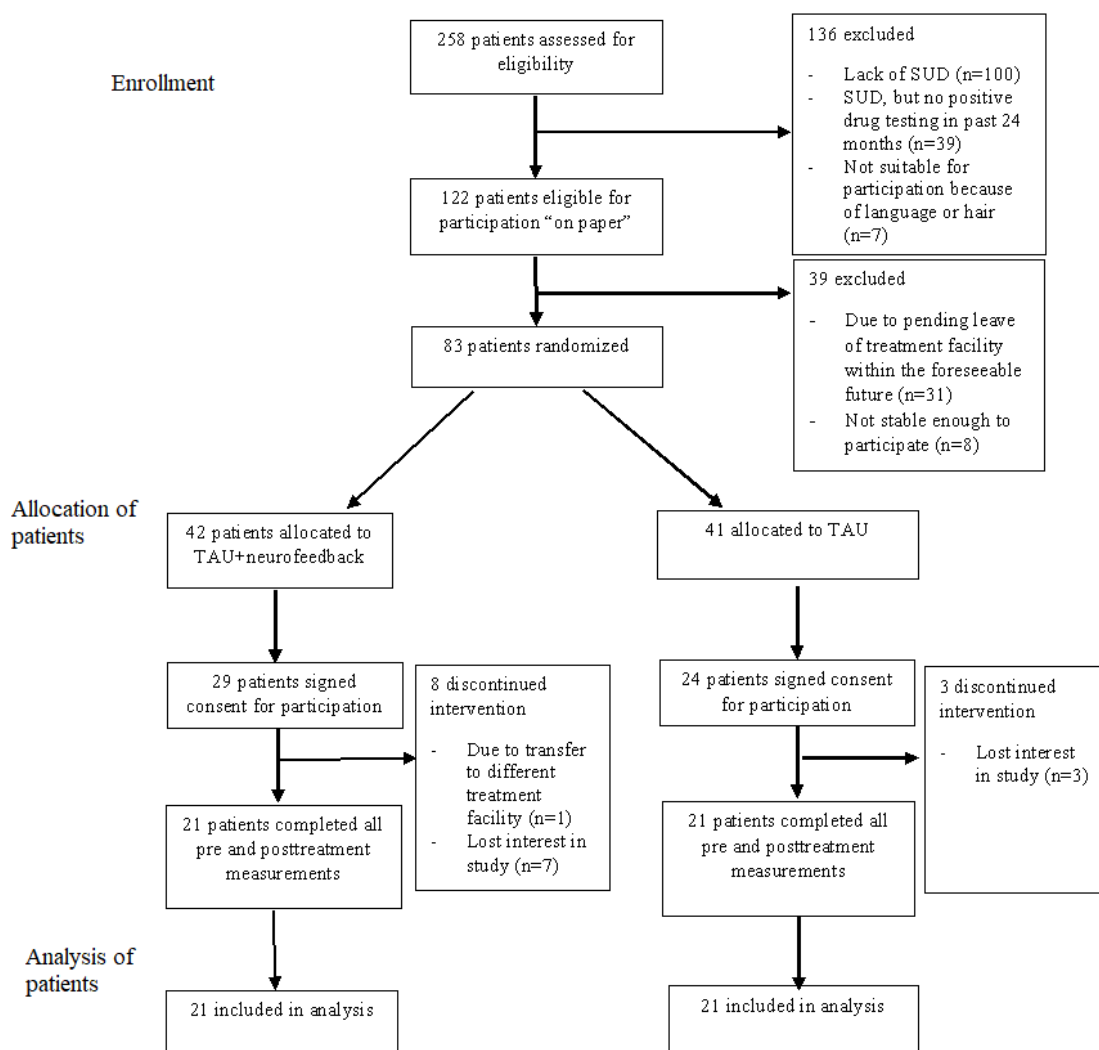 258 patients assessed for
eligibility
136 excluded
- Lack of SUD (n=100)
- SUD, but no positive
drug testing in past 24
months (n=39)
- Not suitable for
participation because
of language or hair
(n=7)
Enrollment
122 patients eligible for
participation “on paper”
39 excluded
- Due to pending leave
of treatment facility
within the foreseeable
future (n=31)
- Not stable enough to
participate (n=8)
83 patients randomized
Allocation of
patients
42 patients allocated to
TAU+neurofeedback
41 allocated to TAU
29 patients signed
consent for participation
8 discontinued
intervention
- Due to transfer
to different
treatment
facility (n=1)
- Lost interest in
study (n=7)
24 patients signed consent
for participation
3 discontinued
intervention
- Lost interest
in study (n=3)
21 patients completed all
pre and posttreatment
measurements
21 patients completed all
pre and posttreatment
measurements
Analysis of
patients
21 included in analysis
21 included in analysis